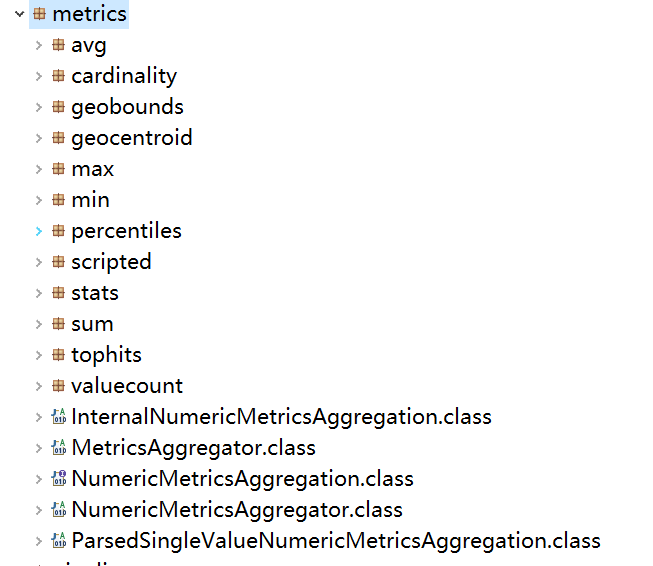 metrics
avg
cardinality
geobounds
geocentroid
max
min
percentiles
scripted
stats
sum
tophits
valuecount
InternalNumericMetricsAggregation.class
MetricsAggregator.class
NumericMetricsAggregation.class
NumericMetricsAggregator.class
ParsedSingleValueNumericMetricsAggregation.class